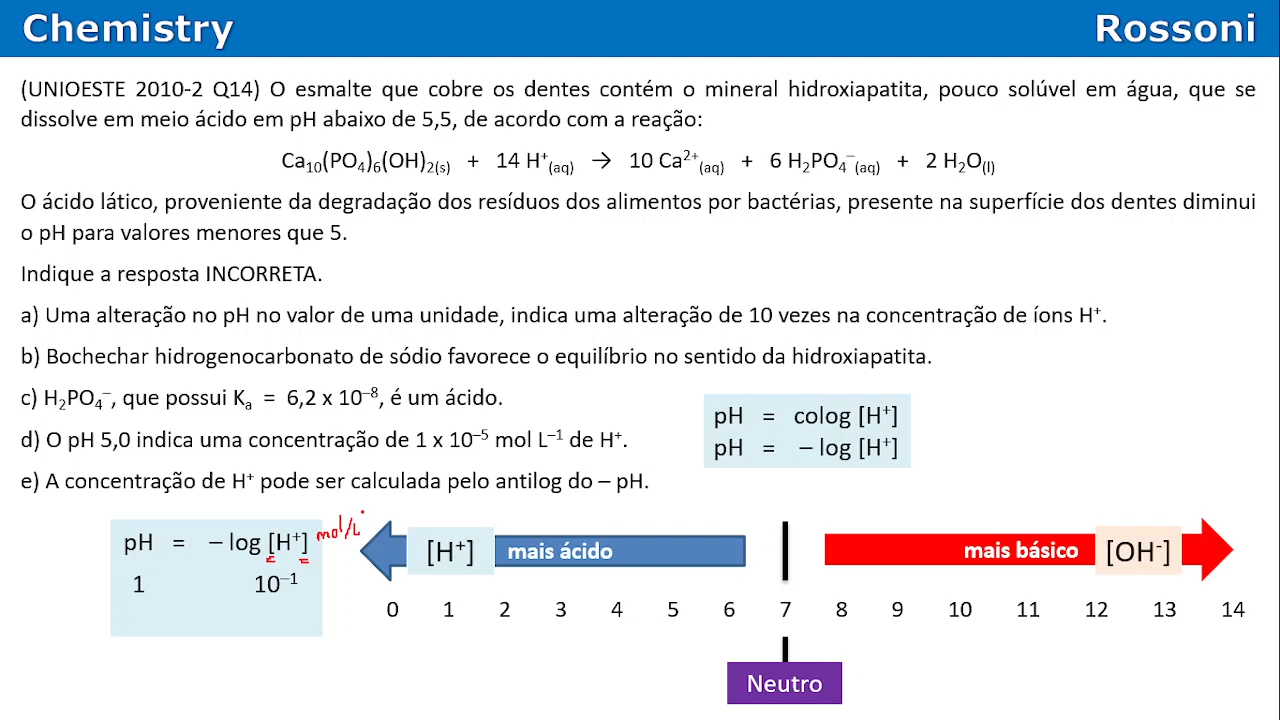 Chemistry Rossoni
(UNIOESTE 2010-2 Q14) O esmalte que cobre os dentes contém o mineral hidroxiapatita, pouco solúvel em água, que se
dissolve em meio ácido em pH abaixo de 5,5, de acordo com a reação:
Ca₁₀(PO₄)₆(OH)₂(s) + 14 H⁺(aq) → 10 Ca²⁺(aq) + 6 H₂PO₄⁻(aq) + 2 H₂O(l)
O ácido lático, proveniente da degradação dos resíduos dos alimentos por bactérias, presente na superfície dos dentes diminui
o pH para valores menores que 5.
Indique a resposta INCORRETA.
a) Uma alteração no pH no valor de uma unidade, indica uma alteração de 10 vezes na concentração de íons H⁺.
b) Bochechar hidrogenocarbonato de sódio favorece o equilíbrio no sentido da hidroxiapatita.
c) H₂PO₄⁻, que possui Kₐ = 6,2 x 10⁻⁸, é um ácido.
d) O pH 5,0 indica uma concentração de 1 x 10⁻⁵ mol L⁻¹ de H⁺.
e) A concentração de H⁺ pode ser calculada pelo antilog do – pH.
pH = colog [H⁺]
pH = – log [H⁺]
pH = – log [H⁺] mol/L
1 10⁻¹
[H⁺] mais ácido mais básico [OH⁻]
0 1 2 3 4 5 6 7 8 9 10 11 12 13 14
Neutro